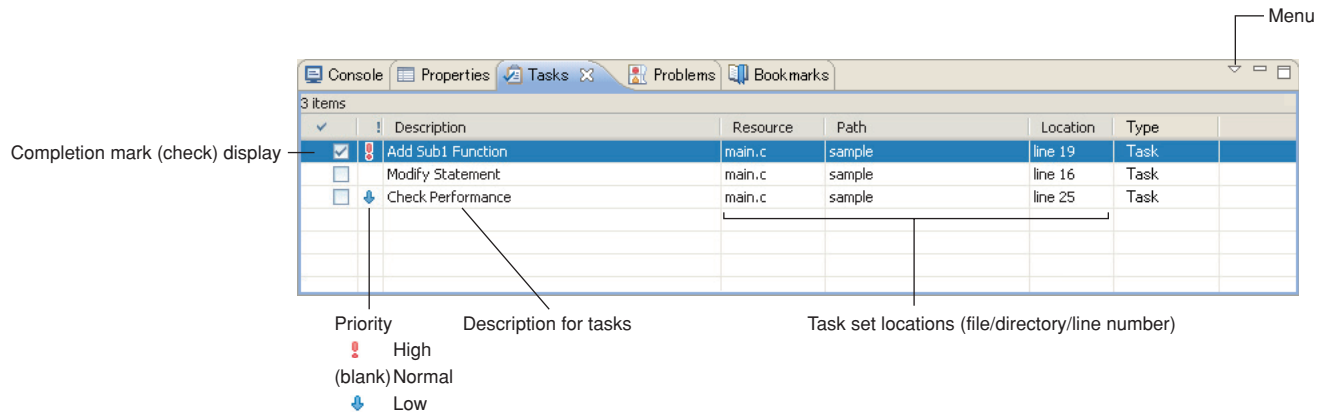 Menu
Console Properties Tasks Problems Bookmarks
3 items
! Description Resource Path Location Type
Completion mark (check) display
Add Sub1 Function main.c sample line 19 Task
Modify Statement main.c sample line 16 Task
Check Performance main.c sample line 25 Task
Priority Description for tasks Task set locations (file/directory/line number)
High
(blank) Normal
Low